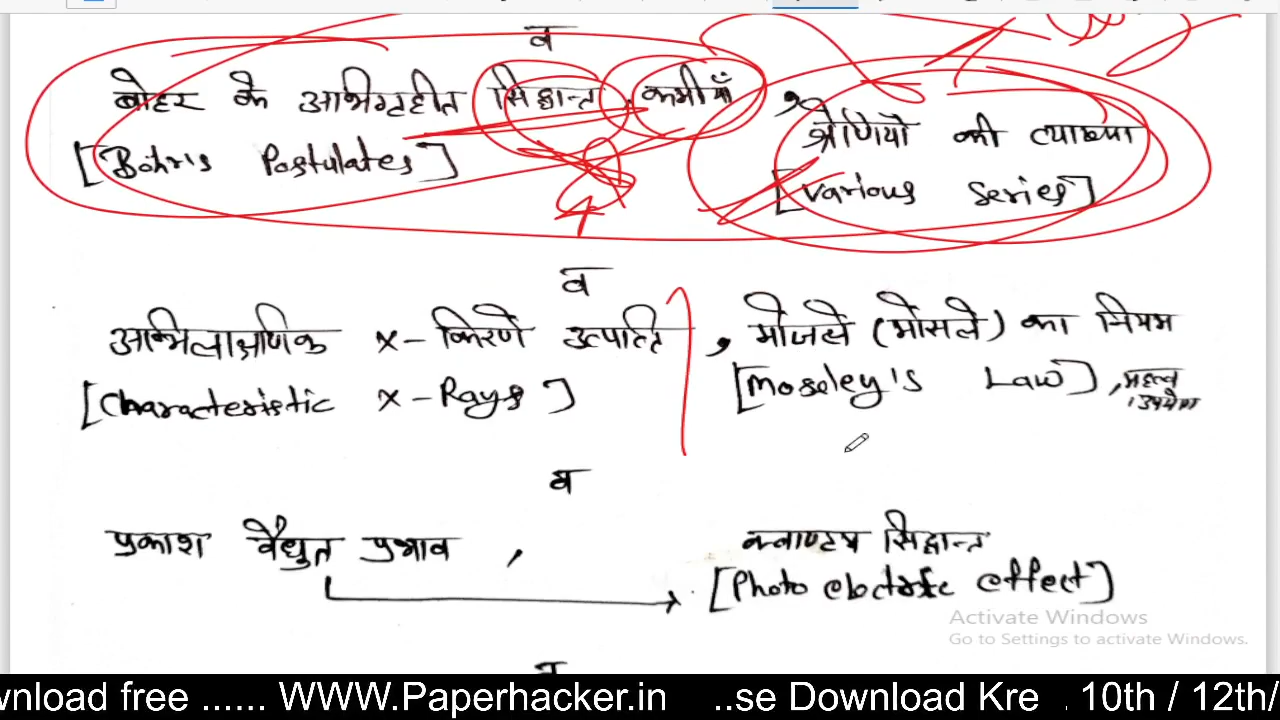 व
बोहर के अभिगृहीत सिद्धान्त , कमीयाँ ,
श्रेणियो की व्याख्या
[Bohr's Postulates]
[Various Series]
4
व
अभिलाक्षणिक x-किरणे उत्पत्ति , मोजले (मोसले) का नियम
[Characteristic x-Rays] [Moseley's Law] , महत्व
, उपयोग
व
प्रकाश वैद्युत प्रभाव , क्वाण्टम सिद्धान्त
[Photo electric effect]
Activate Windows
Go to Settings to activate Windows.
व
wnload free ...... WWW.Paperhacker.in ..se Download Kre . 10th / 12th/